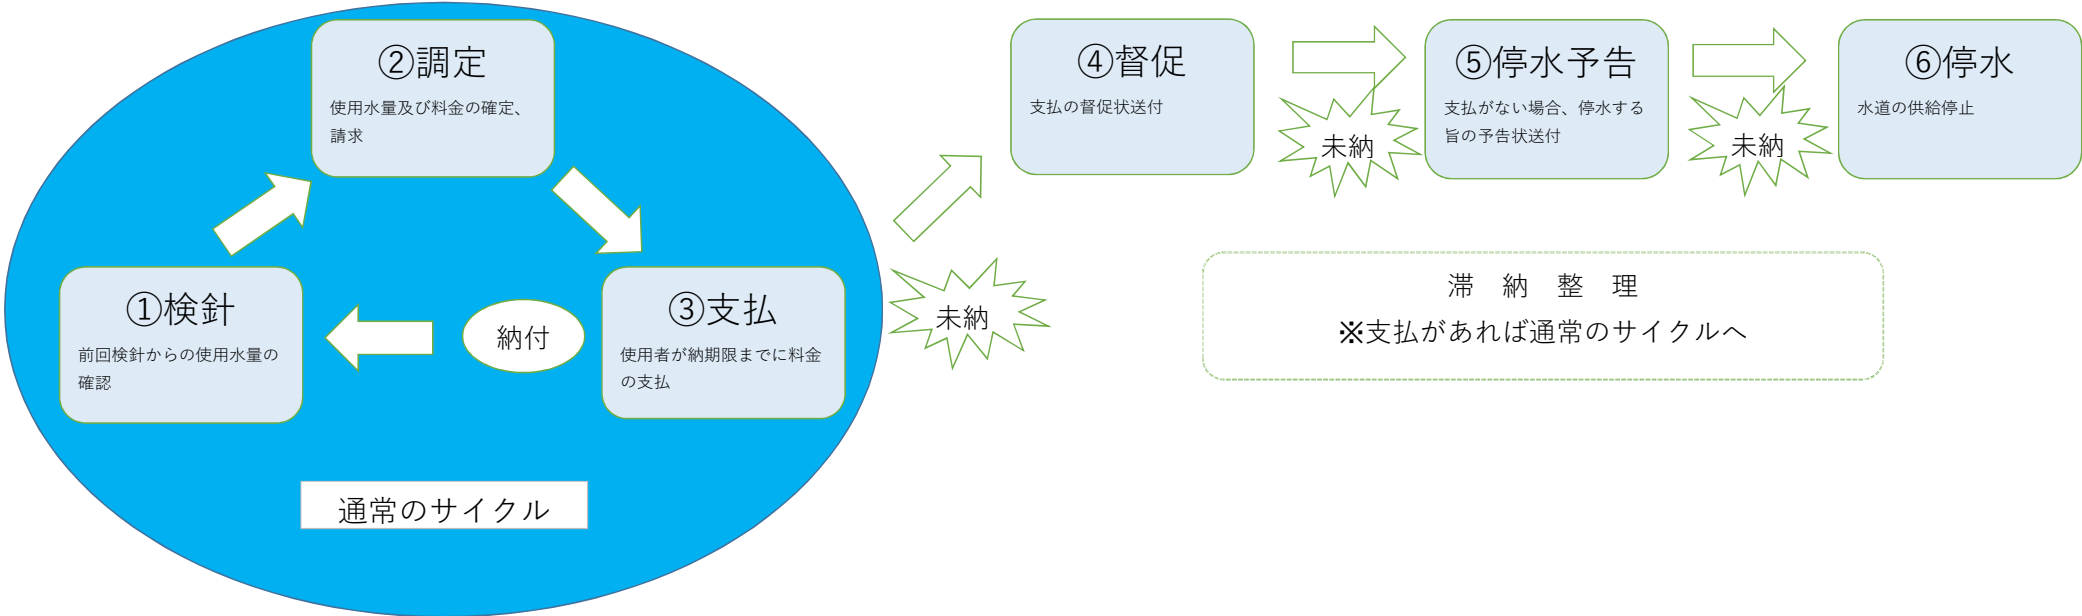 ①検針
前回検針からの使用水量の
確認
②調定
使用水量及び料金の確定、
請求
③支払
使用者が納期限までに料金
の支払
納付
通常のサイクル
未納
④督促
支払の督促状送付
未納
⑤停水予告
支払がない場合、停水する
旨の予告状送付
未納
⑥停水
水道の供給停止
滞　納　整　理
※支払があれば通常のサイクルへ